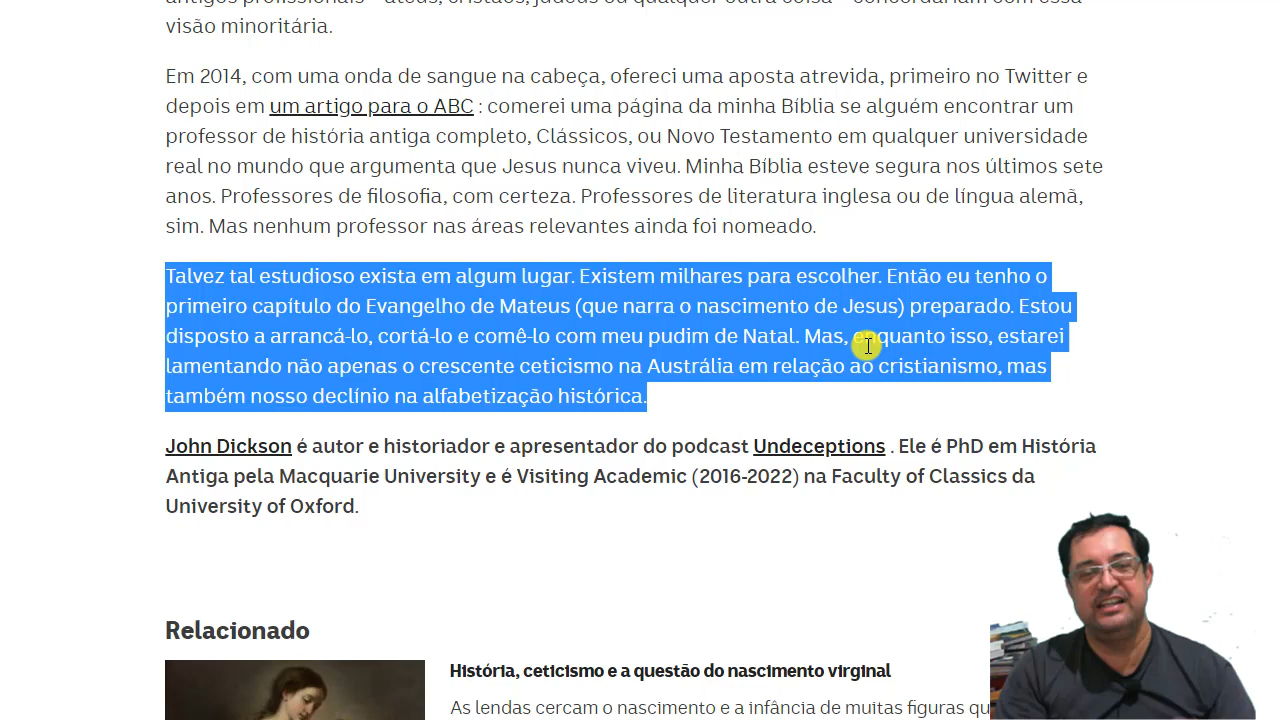 visão minoritária.
Em 2014, com uma onda de sangue na cabeça, ofereci uma aposta atrevida, primeiro no Twitter e
depois em um artigo para o ABC : comerei uma página da minha Bíblia se alguém encontrar um
professor de história antiga completo, Clássicos, ou Novo Testamento em qualquer universidade
real no mundo que argumenta que Jesus nunca viveu. Minha Bíblia esteve segura nos últimos sete
anos. Professores de filosofia, com certeza. Professores de literatura inglesa ou de língua alemã,
sim. Mas nenhum professor nas áreas relevantes ainda foi nomeado.
Talvez tal estudioso exista em algum lugar. Existem milhares para escolher. Então eu tenho o
primeiro capítulo do Evangelho de Mateus (que narra o nascimento de Jesus) preparado. Estou
disposto a arrancá-lo, cortá-lo e comê-lo com meu pudim de Natal. Mas, enquanto isso, estarei
lamentando não apenas o crescente ceticismo na Austrália em relação ao cristianismo, mas
também nosso declínio na alfabetização histórica.
John Dickson é autor e historiador e apresentador do podcast Undeceptions . Ele é PhD em História
Antiga pela Macquarie University e é Visiting Academic (2016-2022) na Faculty of Classics da
University of Oxford.
Relacionado
História, ceticismo e a questão do nascimento virginal
As lendas cercam o nascimento e a infância de muitas figuras qu